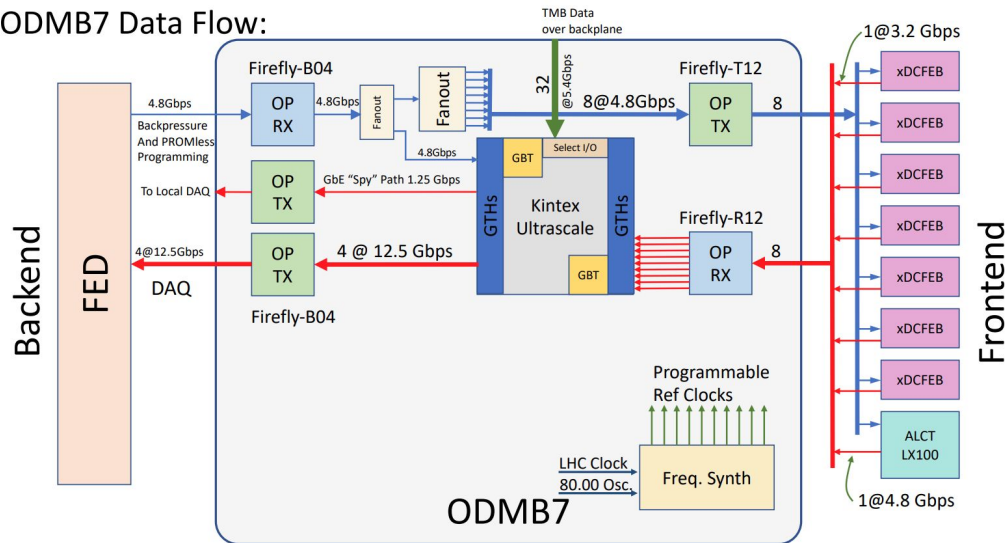 ODMB7 Data Flow:
TMB Data
over backplane
1@3.2 Gbps
Firefly-B04
4.8Gbps
Backpressure
And PROMless
Programming
OP
RX
4.8Gbps
Fanout
Fanout
4.8Gbps
32
@5.4Gbps
8@4.8Gbps
Firefly-T12
OP
TX
8
GBT
Select I/O
GTHs
Kintex
Ultrascale
GTHs
GBT
To Local DAQ
OP
TX
GbE “Spy” Path 1.25 Gbps
4@12.5Gbps
DAQ
OP
TX
4 @ 12.5 Gbps
Firefly-B04
Firefly-R12
OP
RX
8
Backend
FED
xDCFEB
xDCFEB
xDCFEB
xDCFEB
xDCFEB
xDCFEB
xDCFEB
ALCT
LX100
Frontend
1@4.8 Gbps
Programmable
Ref Clocks
LHC Clock
80.00 Osc.
Freq. Synth
ODMB7